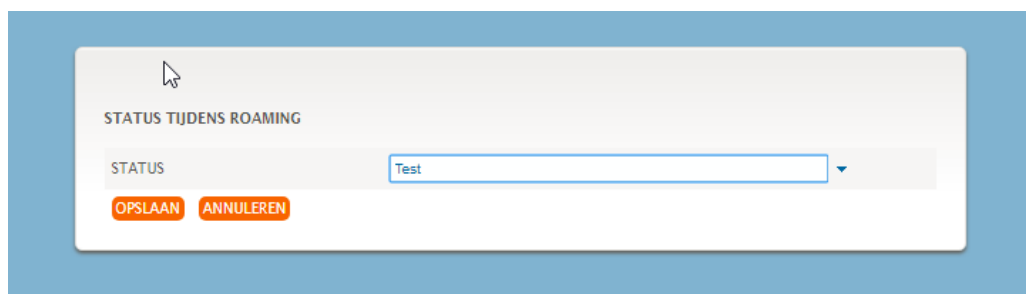 STATUS TIJDENS ROAMING
STATUS Test
OPSLAAN ANNULEREN